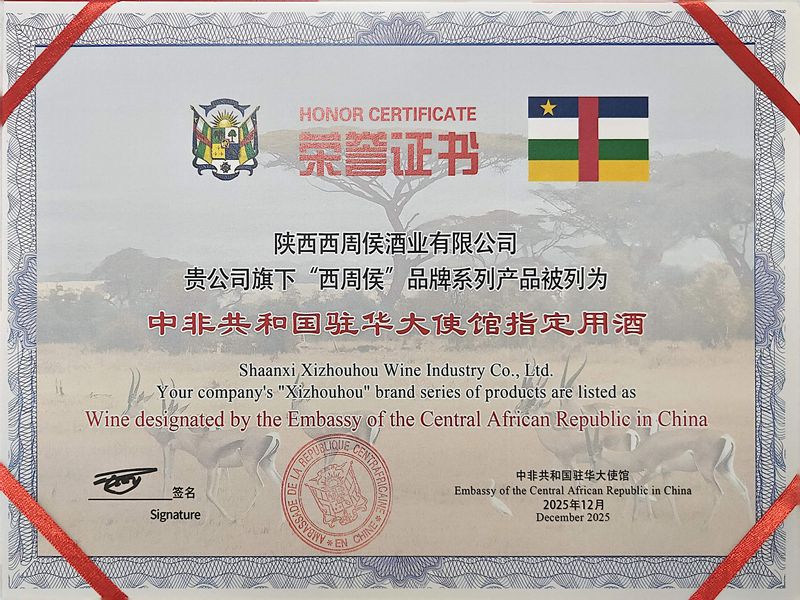 HONOR CERTIFICATE
荣誉证书
陕西西周侯酒业有限公司
贵公司旗下“西周侯”品牌系列产品被列为
中非共和国驻华大使馆指定用酒
Shaanxi Xizhouhou Wine Industry Co., Ltd.
Your company's "Xizhouhou" brand series of products are listed as
Wine designated by the Embassy of the Central African Republic in China
签名
Signature
AMBASSADE DE LA REPUBLIQUE CENTRAFRICAINE
* EN CHINE *
中非共和国驻华大使馆
Embassy of the Central African Republic in China
2025年12月
December 2025